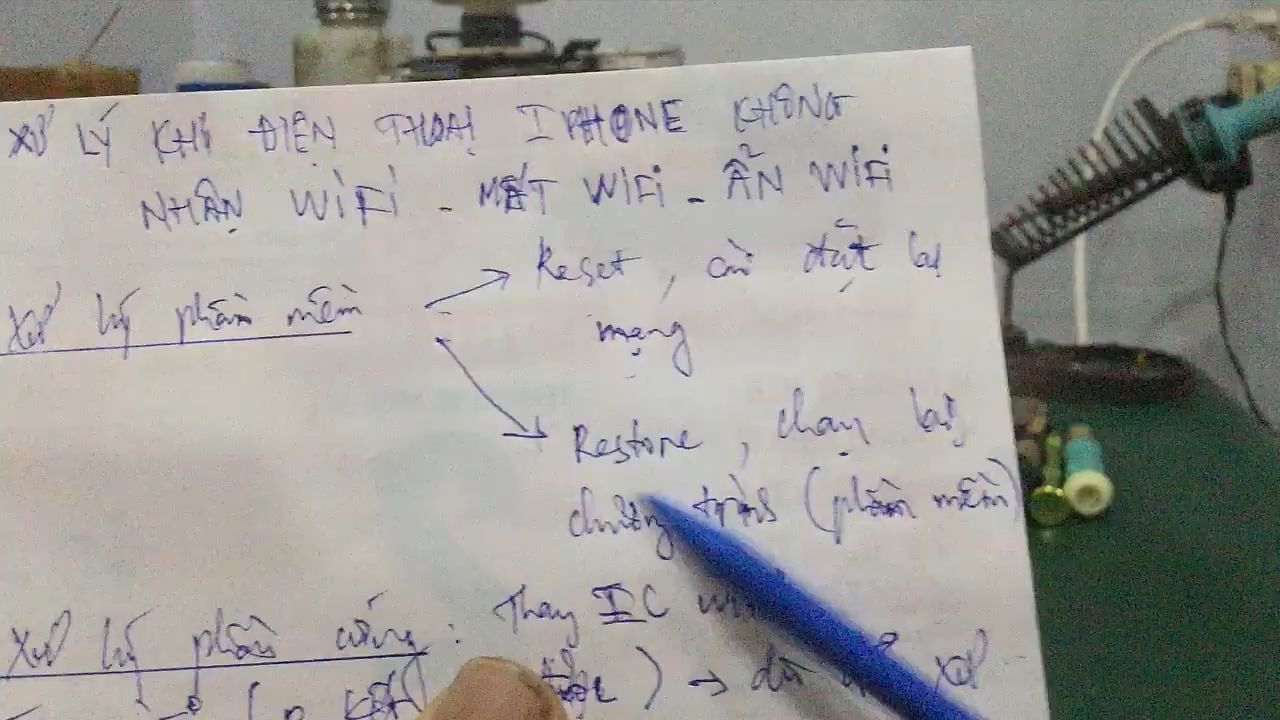 XỬ LÝ KHI ĐIỆN THOẠI IPHONE KHÔNG
NHẬN WIFI - MẤT WIFI - ẨN WIFI
Xử lý phần mềm
Reset, cài đặt lại
mạng
Restore, chạy lại
chương trình (phần mềm)
Xử lý phần cứng: Thay IC
) → xử